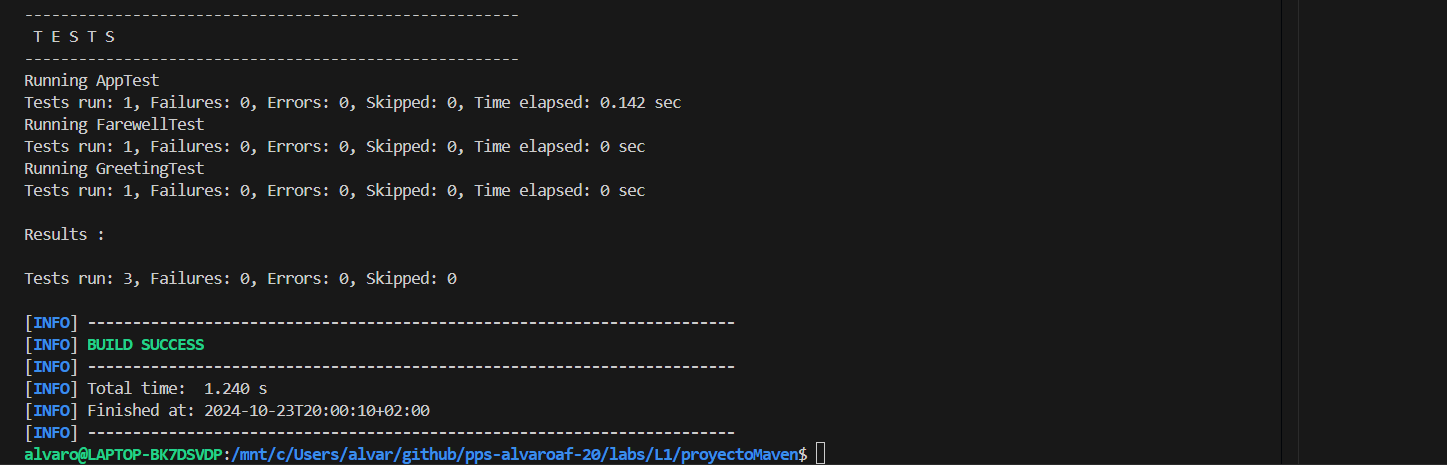 -------------------------------------------------------
 T E S T S
-------------------------------------------------------
Running AppTest
Tests run: 1, Failures: 0, Errors: 0, Skipped: 0, Time elapsed: 0.142 sec
Running FarewellTest
Tests run: 1, Failures: 0, Errors: 0, Skipped: 0, Time elapsed: 0 sec
Running GreetingTest
Tests run: 1, Failures: 0, Errors: 0, Skipped: 0, Time elapsed: 0 sec

Results :

Tests run: 3, Failures: 0, Errors: 0, Skipped: 0

[INFO] ------------------------------------------------------------------------
[INFO] BUILD SUCCESS
[INFO] ------------------------------------------------------------------------
[INFO] Total time:  1.240 s
[INFO] Finished at: 2024-10-23T20:00:10+02:00
[INFO] ------------------------------------------------------------------------
alvaro@LAPTOP-BK7DSVDP:/mnt/c/Users/alvar/github/pps-alvaroaf-20/labs/L1/proyectoMaven$